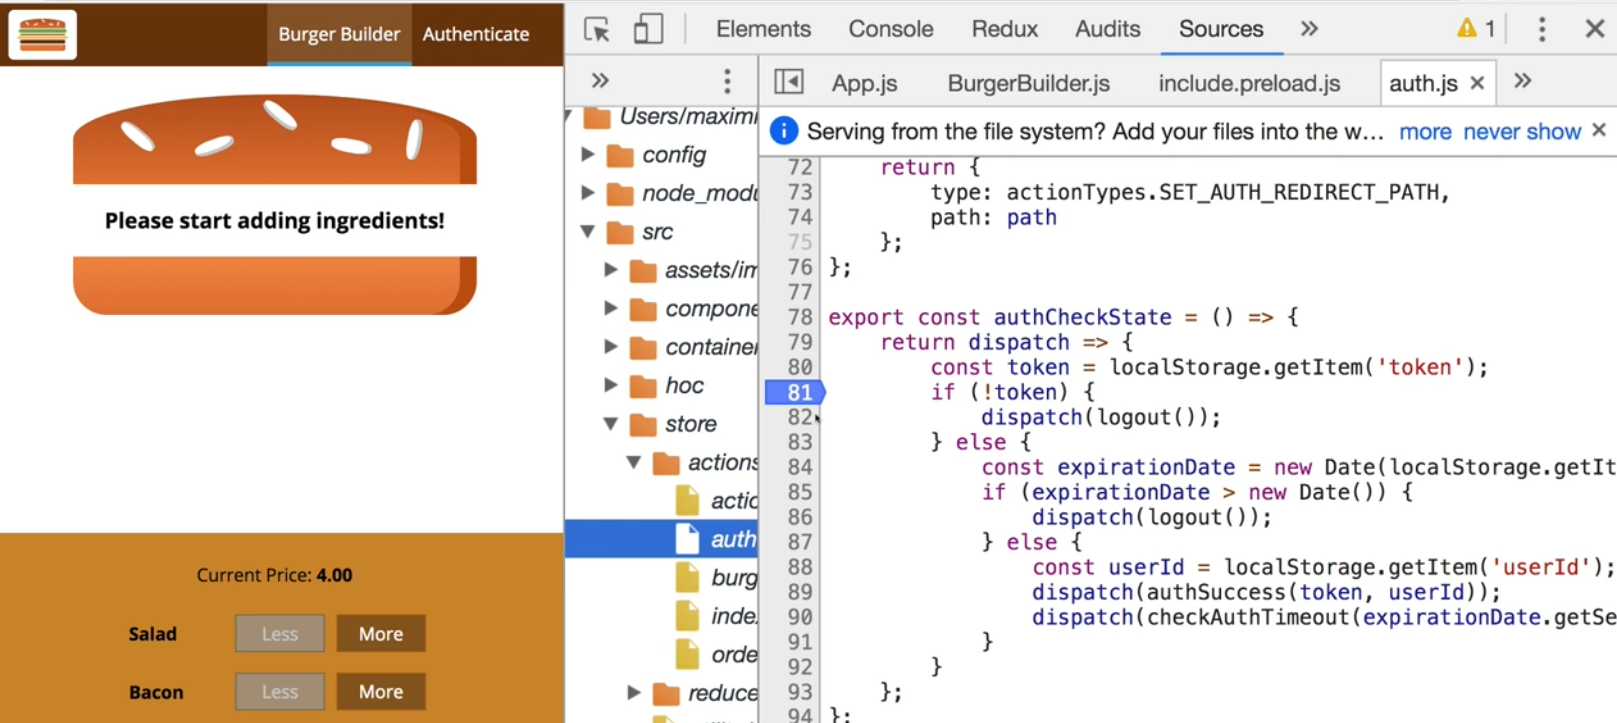 Burger Builder Authenticate
Please start adding ingredients!
Current Price: 4.00
Salad Less More
Bacon Less More
Elements Console Redux Audits Sources » 1
» App.js BurgerBuilder.js include.preload.js auth.js × »
Serving from the file system? Add your files into the w... more never show ×
Users/maximi
config
node_modu
src
assets/im
compone
container
hoc
store
actions
actio
auth
burg
inde
orde
reduce
72 return {
73 type: actionTypes.SET_AUTH_REDIRECT_PATH,
74 path: path
75 };
76 };
77
78 export const authCheckState = () => {
79 return dispatch => {
80 const token = localStorage.getItem('token');
81 if (!token) {
82 dispatch(logout());
83 } else {
84 const expirationDate = new Date(localStorage.getIt
85 if (expirationDate > new Date()) {
86 dispatch(logout());
87 } else {
88 const userId = localStorage.getItem('userId');
89 dispatch(authSuccess(token, userId));
90 dispatch(checkAuthTimeout(expirationDate.getSe
91 }
92 }
93 };
94 };